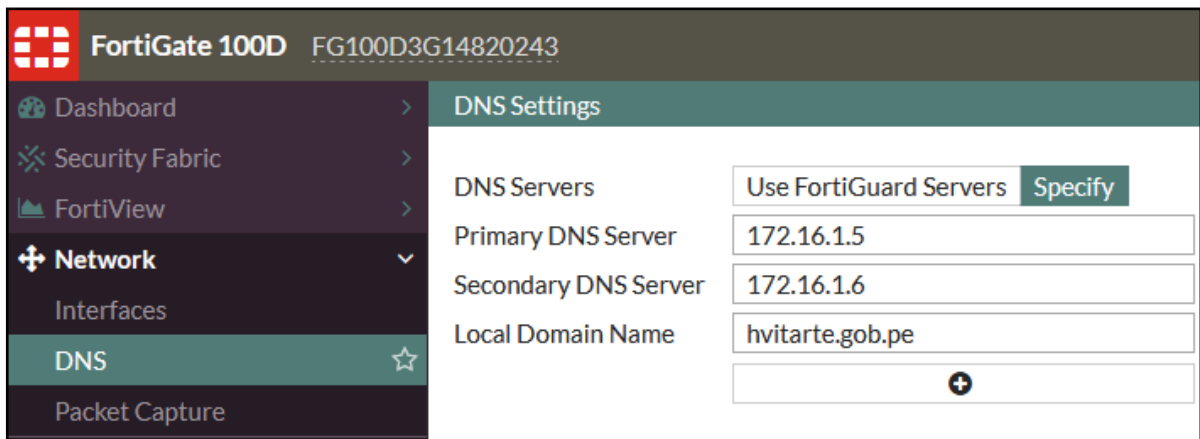 FortiGate 100D FG100D3G14820243
Dashboard
Security Fabric
FortiView
Network
Interfaces
DNS
Packet Capture
DNS Settings
DNS Servers Use FortiGuard Servers Specify
Primary DNS Server 172.16.1.5
Secondary DNS Server 172.16.1.6
Local Domain Name hvitarte.gob.pe